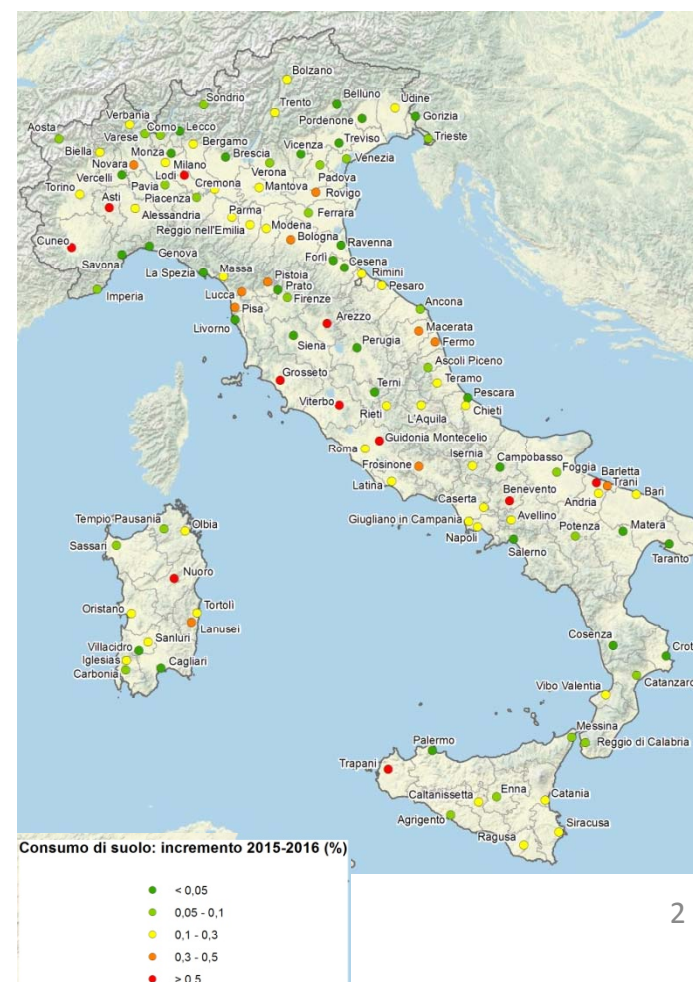 Bolzano
Sondrio
Belluno
Udine
Trento
Verbania
Pordenone
Gorizia
Aosta
Como
Lecco
Varese
Bergamo
Treviso
Trieste
Biella
Monza
Brescia
Vicenza
Venezia
Novara
Milano
Verona
Vercelli
Lodi
Cremona
Padova
Torino
Pavia
Mantova
Rovigo
Asti
Piacenza
Alessandria
Parma
Ferrara
Reggio nell'Emilia
Modena
Cuneo
Bologna
Ravenna
Savona
Genova
Forlì
Cesena
La Spezia
Massa
Pistoia
Rimini
Imperia
Lucca
Prato
Pesaro
Pisa
Firenze
Ancona
Livorno
Arezzo
Macerata
Siena
Perugia
Fermo
Ascoli Piceno
Grosseto
Terni
Teramo
Viterbo
Pescara
Rieti
L'Aquila
Chieti
Guidonia Montecelio
Roma
Isernia
Campobasso
Frosinone
Foggia
Barletta
Latina
Trani
Benevento
Andria
Bari
Caserta
Tempio Pausania
Olbia
Giugliano in Campania
Avellino
Potenza
Matera
Sassari
Napoli
Salerno
Taranto
Nuoro
Oristano
Tortolì
Lanusei
Sanluri
Villacidro
Cosenza
Crot
Iglesias
Cagliari
Carbonia
Catanzaro
Vibo Valentia
Messina
Palermo
Reggio di Calabria
Trapani
Enna
Caltanissetta
Catania
Agrigento
Siracusa
Ragusa
Consumo di suolo: incremento 2015-2016 (%)
< 0,05
0,05 - 0,1
0,1 - 0,3
0,3 - 0,5
> 0,5
2